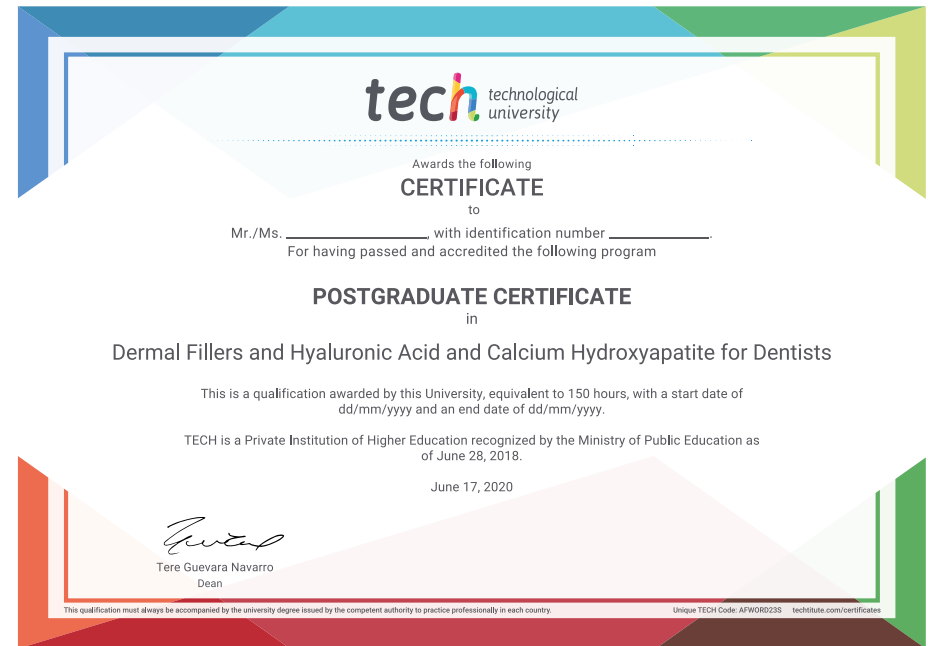 tech technological
university
Awards the following
CERTIFICATE
to
Mr./Ms. ____________, with identification number ____________.
For having passed and accredited the following program
POSTGRADUATE CERTIFICATE
in
Dermal Fillers and Hyaluronic Acid and Calcium Hydroxyapatite for Dentists
This is a qualification awarded by this University, equivalent to 150 hours, with a start date of
dd/mm/yyyy and an end date of dd/mm/yyyy.
TECH is a Private Institution of Higher Education recognized by the Ministry of Public Education as
of June 28, 2018.
June 17, 2020
Tere Guevara Navarro
Dean
This qualification must always be accompanied by the university degree issued by the competent authority to practice professionally in each country.
Unique TECH Code: AFWORD23S techtitute.com/certificates